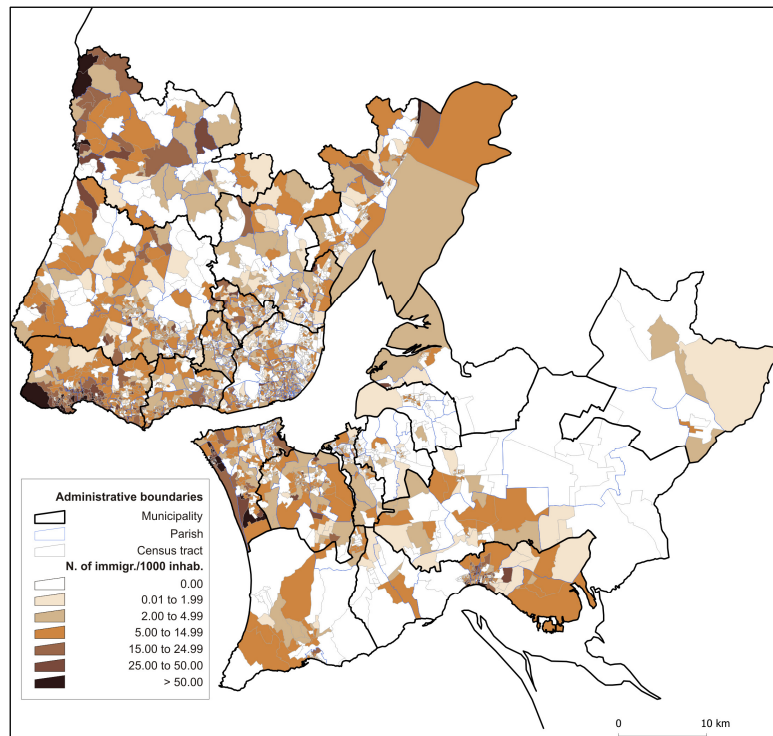 Administrative boundaries
Municipality
Parish
Census tract
N. of immigr./1000 inhab.
0.00
0.01 to 1.99
2.00 to 4.99
5.00 to 14.99
15.00 to 24.99
25.00 to 50.00
> 50.00
0 10 km